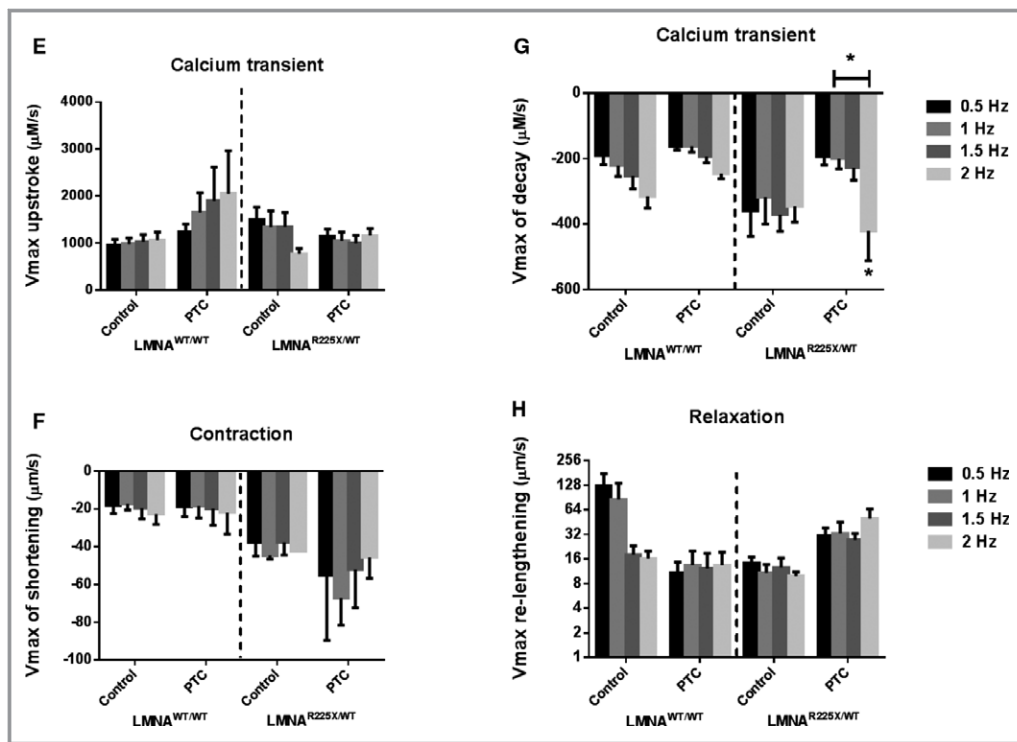 E
Calcium transient
Vmax upstroke (µM/s)
4000
3000
2000
1000
0
Control
PTC
Control
PTC
LMNA^WT/WT
LMNA^R225X/WT
G
Calcium transient
*
Vmax of decay (µM/s)
0
-200
-400
-600
*
Control
PTC
Control
PTC
LMNA^WT/WT
LMNA^R225X/WT
0.5 Hz
1 Hz
1.5 Hz
2 Hz
F
Contraction
Vmax of shortening (µm/s)
0
-20
-40
-60
-80
-100
Control
PTC
Control
PTC
LMNA^WT/WT
LMNA^R225X/WT
H
Relaxation
Vmax re-lengthening (µm/s)
256
128
64
32
16
8
4
2
1
Control
PTC
Control
PTC
LMNA^WT/WT
LMNA^R225X/WT
0.5 Hz
1 Hz
1.5 Hz
2 Hz